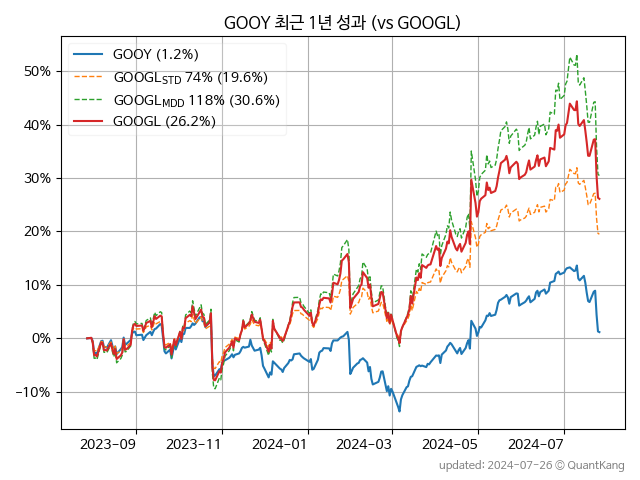 GOOY 최근 1년 성과 (vs GOOGL)
GOOY (1.2%)
GOOGL_STD 74% (19.6%)
GOOGL_MDD 118% (30.6%)
GOOGL (26.2%)
50%
40%
30%
20%
10%
0%
−10%
2023−09
2023−11
2024−01
2024−03
2024−05
2024−07
updated: 2024-07-26 © QuantKang